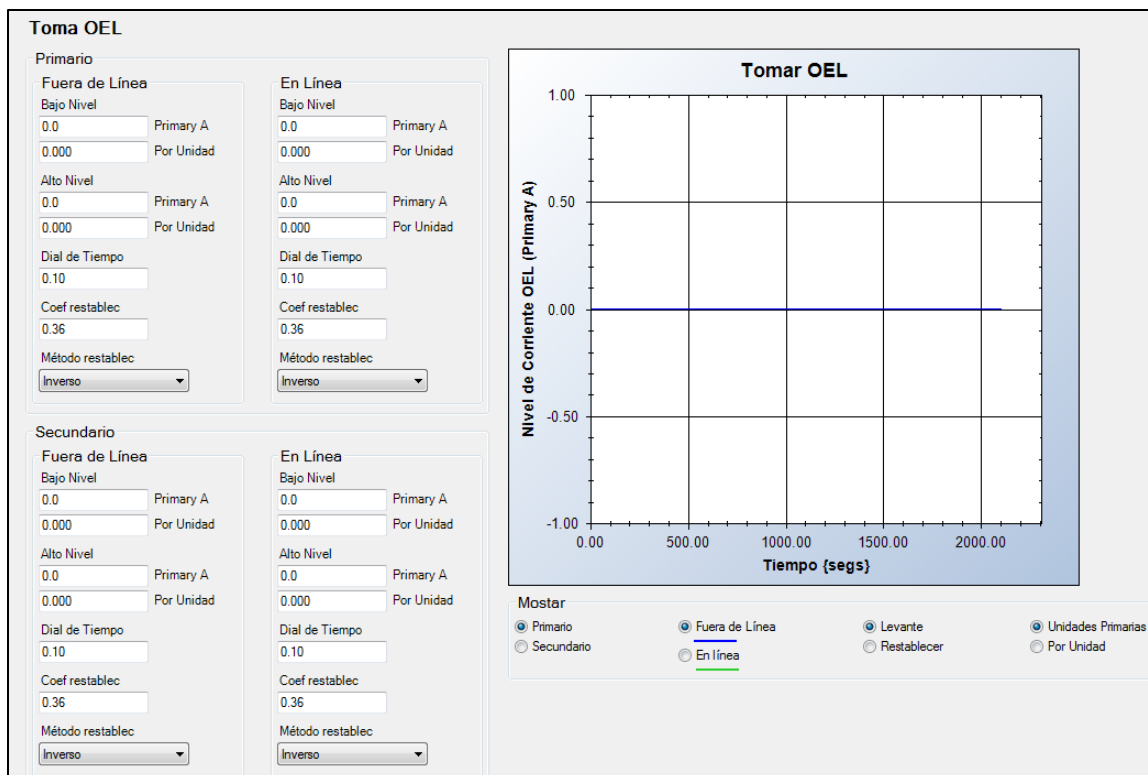 Toma OEL
Primario
Fuera de Línea
Bajo Nivel
0.0 Primary A
0.000 Por Unidad
Alto Nivel
0.0 Primary A
0.000 Por Unidad
Dial de Tiempo
0.10
Coef restablec
0.36
Método restablec
Inverso
En Línea
Bajo Nivel
0.0 Primary A
0.000 Por Unidad
Alto Nivel
0.0 Primary A
0.000 Por Unidad
Dial de Tiempo
0.10
Coef restablec
0.36
Método restablec
Inverso
Secundario
Fuera de Línea
Bajo Nivel
0.0 Primary A
0.000 Por Unidad
Alto Nivel
0.0 Primary A
0.000 Por Unidad
Dial de Tiempo
0.10
Coef restablec
0.36
Método restablec
Inverso
En Línea
Bajo Nivel
0.0 Primary A
0.000 Por Unidad
Alto Nivel
0.0 Primary A
0.000 Por Unidad
Dial de Tiempo
0.10
Coef restablec
0.36
Método restablec
Inverso
Tomar OEL
Nivel de Corriente OEL (Primary A)
1.00
0.50
0.00
-0.50
-1.00
0.00 500.00 1000.00 1500.00 2000.00
Tiempo {segs}
Mostar
Primario Fuera de Línea Levante Unidades Primarias
Secundario En línea Restablecer Por Unidad